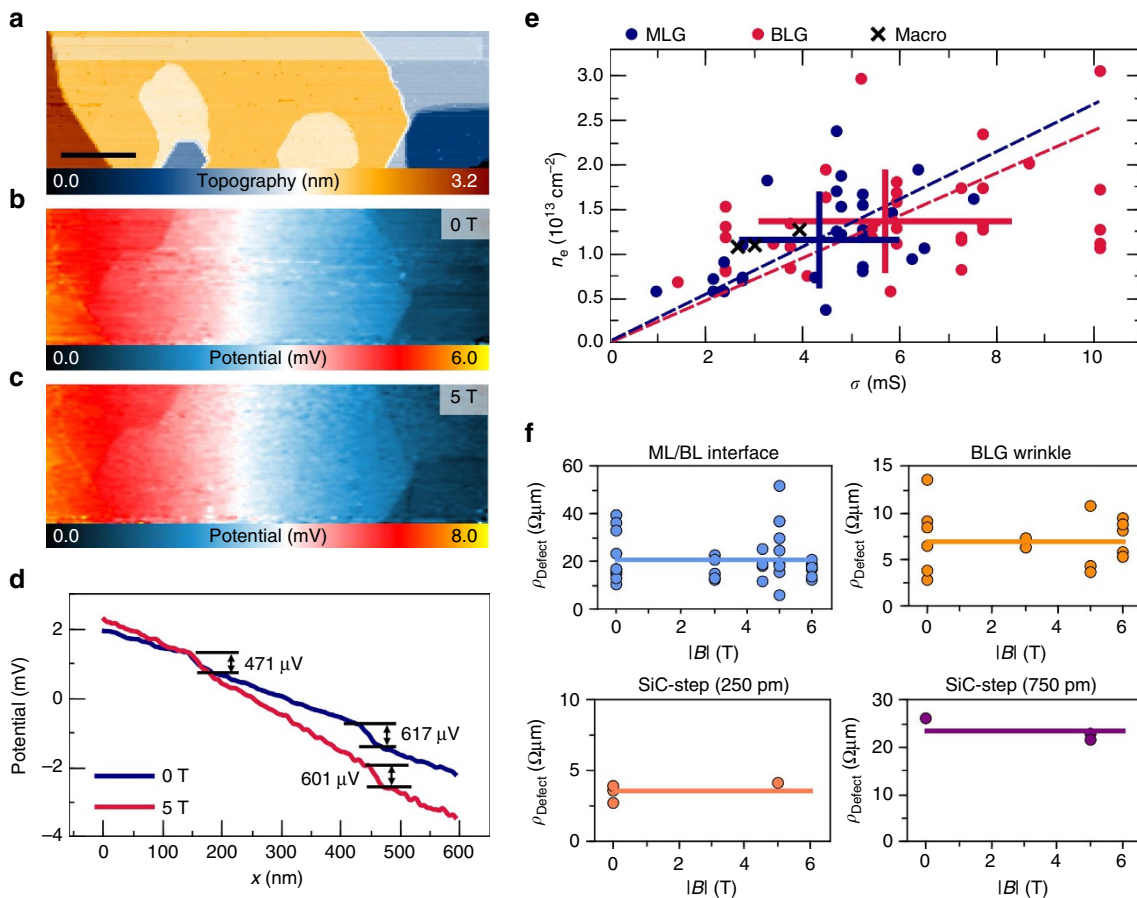 a
0.0 Topography (nm) 3.2
b
0 T
0.0 Potential (mV) 6.0
c
5 T
0.0 Potential (mV) 8.0
d
Potential (mV)
2
0
−2
−4
471 μV
617 μV
601 μV
0 T
5 T
0 100 200 300 400 500 600
x (nm)
e
MLG BLG Macro
nₑ (10¹³ cm⁻²)
3.0
2.5
2.0
1.5
1.0
0.5
0.0
0 2 4 6 8 10
σ (mS)
f
ML/BL interface
ρDefect (Ωμm)
60
40
20
0
0 2 4 6
|B| (T)
BLG wrinkle
ρDefect (Ωμm)
15
10
5
0
0 2 4 6
|B| (T)
SiC-step (250 pm)
ρDefect (Ωμm)
10
5
0
0 2 4 6
|B| (T)
SiC-step (750 pm)
ρDefect (Ωμm)
30
20
10
0
0 2 4 6
|B| (T)